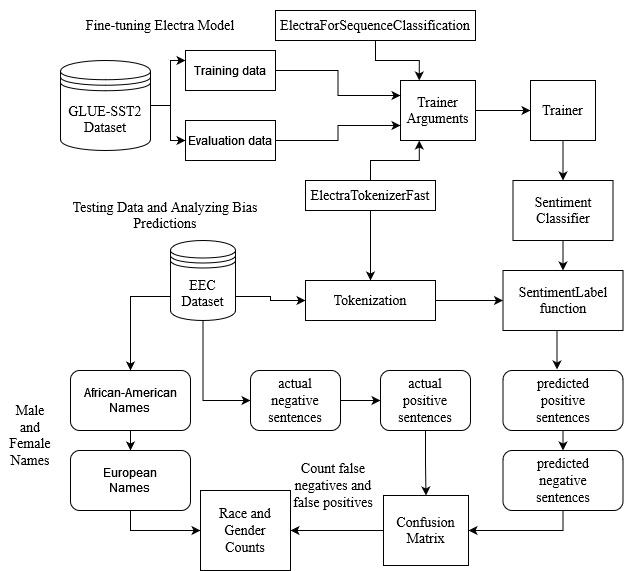 Fine-tuning Electra Model
ElectraForSequenceClassification
GLUE-SST2
Dataset
Training data
Evaluation data
Trainer
Arguments
Trainer
ElectraTokenizerFast
Sentiment
Classifier
Testing Data and Analyzing Bias
Predictions
EEC
Dataset
Tokenization
SentimentLabel
function
African-American
Names
actual
negative
sentences
actual
positive
sentences
predicted
positive
sentences
Male
and
Female
Names
European
Names
Count false
negatives and
false positives
predicted
negative
sentences
Race and
Gender
Counts
Confusion
Matrix